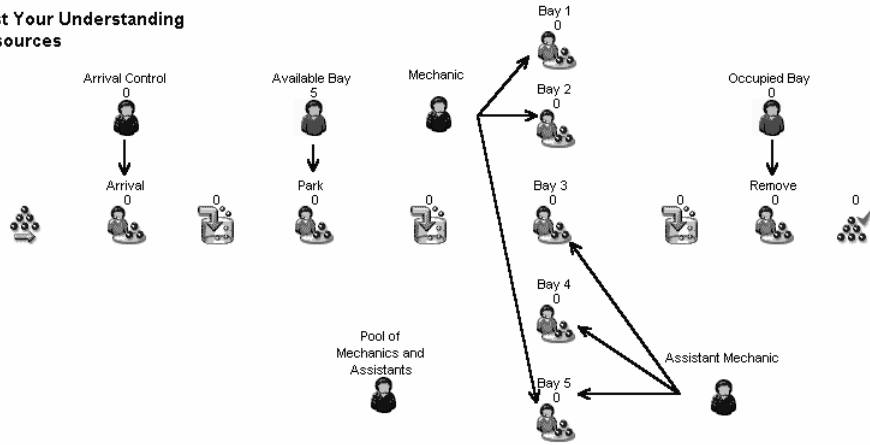 st Your Understanding
sources
Bay 1
0
Arrival Control
0
Available Bay
5
Mechanic
Bay 2
0
Occupied Bay
0
Arrival
0
0
Park
0
0
Bay 3
0
0
Remove
0
0
Bay 4
0
Pool of
Mechanics and
Assistants
Assistant Mechanic
Bay 5
0